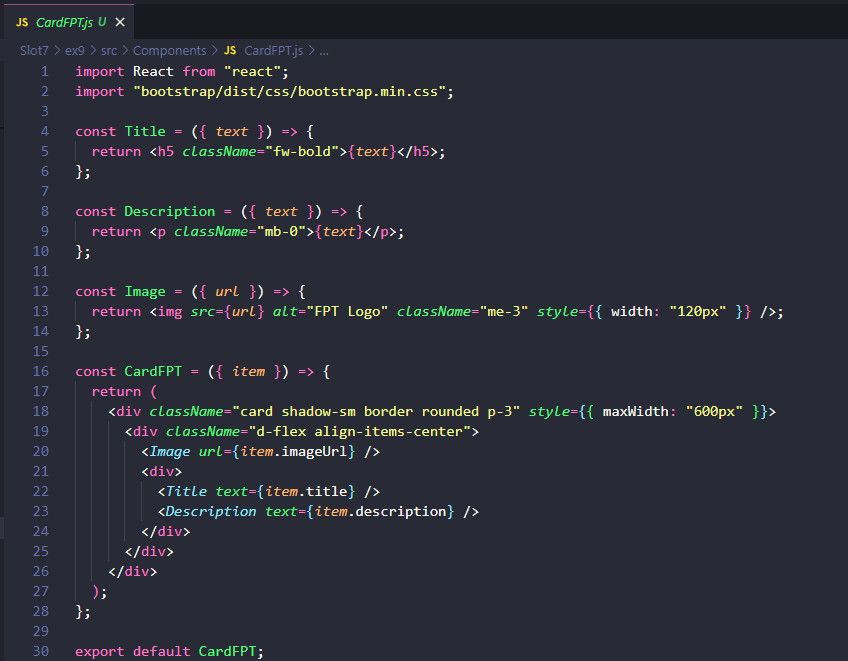 JS CardFPT.js U ✕
Slot7 > ex9 > src > Components > JS CardFPT.js > ...
1 import React from "react";
2 import "bootstrap/dist/css/bootstrap.min.css";
3
4 const Title = ({ text }) => {
5   return <h5 className="fw-bold">{text}</h5>;
6 };
7
8 const Description = ({ text }) => {
9   return <p className="mb-0">{text}</p>;
10 };
11
12 const Image = ({ url }) => {
13   return <img src={url} alt="FPT Logo" className="me-3" style={{ width: "120px" }} />;
14 };
15
16 const CardFPT = ({ item }) => {
17   return (
18     <div className="card shadow-sm border rounded p-3" style={{ maxWidth: "600px" }}>
19       <div className="d-flex align-items-center">
20         <Image url={item.imageUrl} />
21         <div>
22           <Title text={item.title} />
23           <Description text={item.description} />
24         </div>
25       </div>
26     </div>
27   );
28 };
29
30 export default CardFPT;